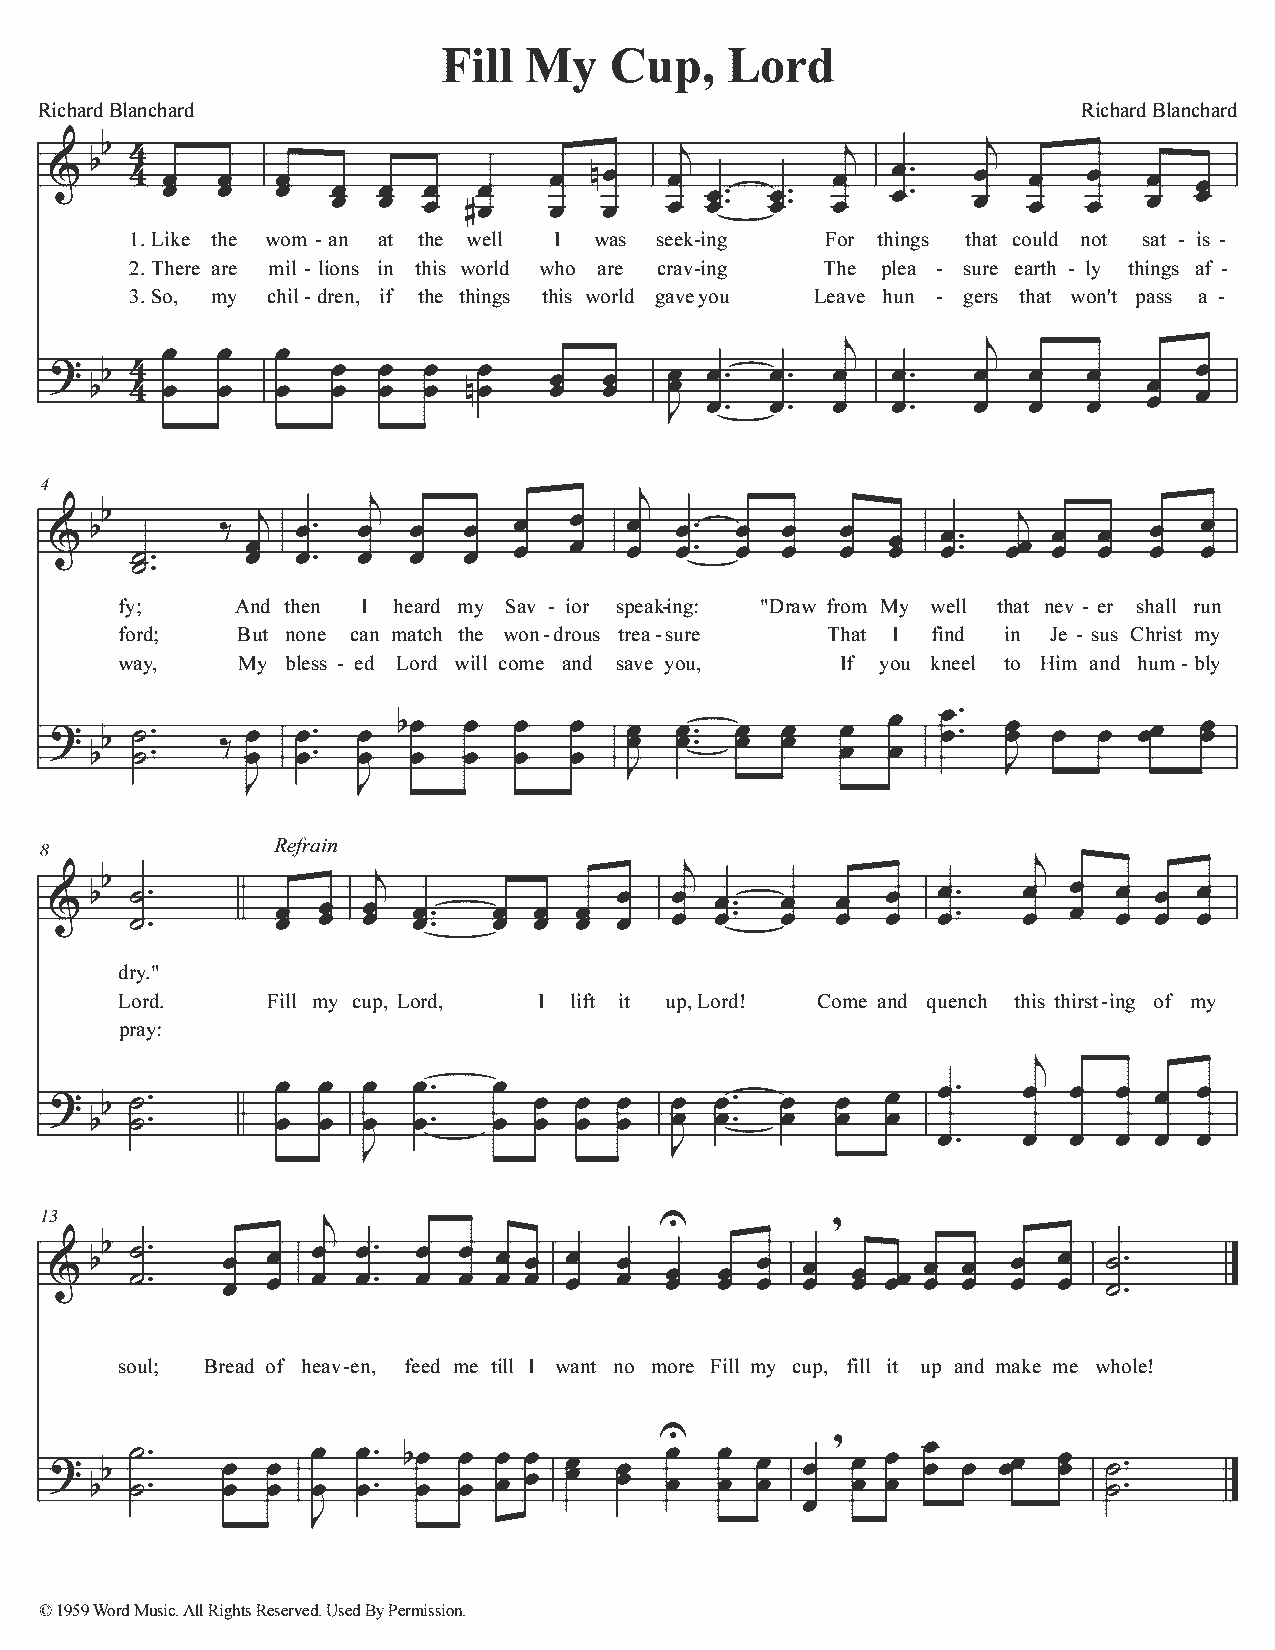 Fill My Cup, Lord
Richard Blanchard Richard Blanchard
1. Like the wom - an at the well I was seek-ing For things that could not sat - is -
2. There are mil - lions in this world who are crav-ing The plea - sure earth - ly things af -
3. So, my chil - dren, if the things this world gave you Leave hun - gers that won't pass a -
4
fy; And then I heard my Sav - ior speak-ing: "Draw from My well that nev - er shall run
ford; But none can match the won - drous trea - sure That I find in Je - sus Christ my
way, My bless - ed Lord will come and save you, If you kneel to Him and hum - bly
8 Refrain
dry."
Lord. Fill my cup, Lord, I lift it up, Lord! Come and quench this thirst-ing of my
pray:
13
soul; Bread of heav-en, feed me till I want no more Fill my cup, fill it up and make me whole!
© 1959 Word Music. All Rights Reserved. Used By Permission.